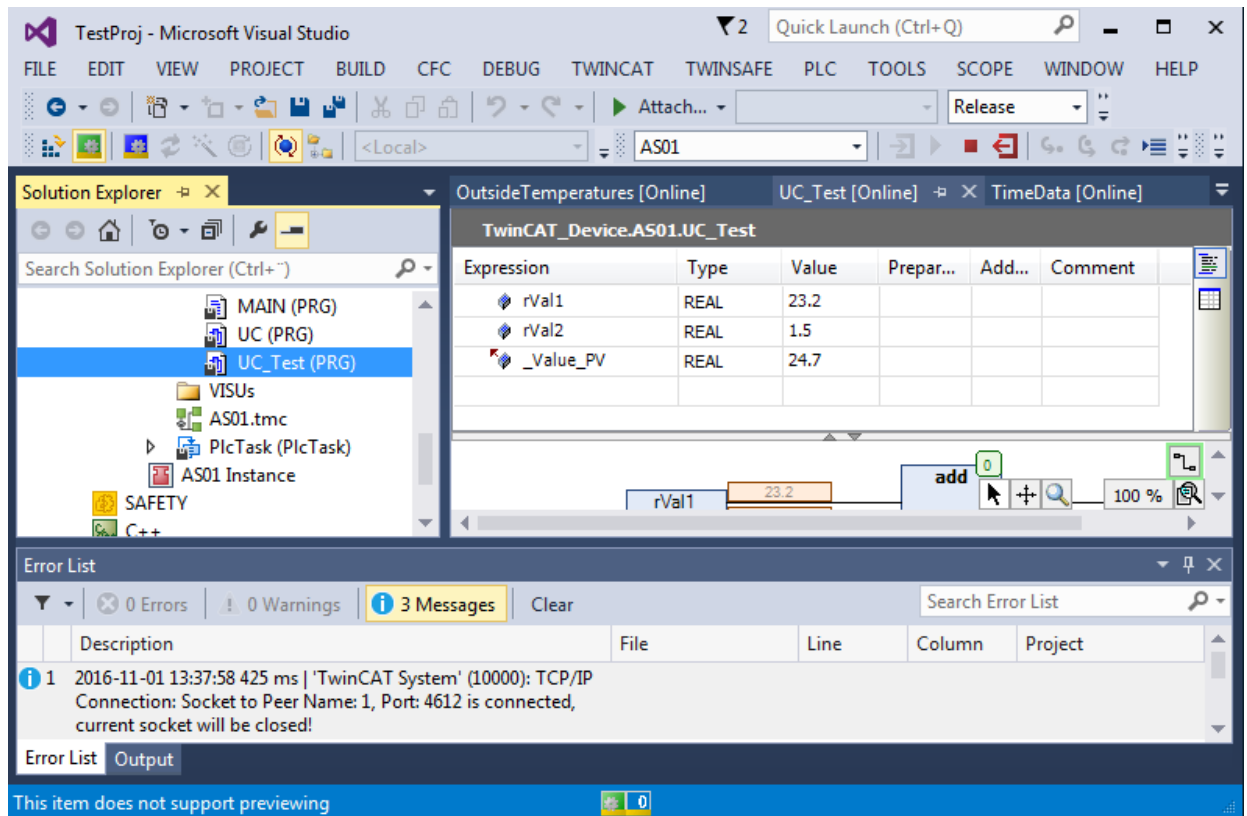 TestProj - Microsoft Visual Studio
2
Quick Launch (Ctrl+Q)
FILE EDIT VIEW PROJECT BUILD CFC DEBUG TWINCAT TWINSAFE PLC TOOLS SCOPE WINDOW HELP
Attach... Release
<Local> AS01
Solution Explorer
OutsideTemperatures [Online] UC_Test [Online] TimeData [Online]
TwinCAT_Device.AS01.UC_Test
Search Solution Explorer (Ctrl+¨)
Expression Type Value Prepar... Add... Comment
MAIN (PRG)
rVal1 REAL 23.2
UC (PRG)
rVal2 REAL 1.5
UC_Test (PRG)
_Value_PV REAL 24.7
VISUs
AS01.tmc
PlcTask (PlcTask)
AS01 Instance
SAFETY
C++
add 0
rVal1 23.2
100 %
Error List
0 Errors 0 Warnings 3 Messages Clear Search Error List
Description File Line Column Project
1 2016-11-01 13:37:58 425 ms | 'TwinCAT System' (10000): TCP/IP
Connection: Socket to Peer Name: 1, Port: 4612 is connected,
current socket will be closed!
Error List Output
This item does not support previewing 0